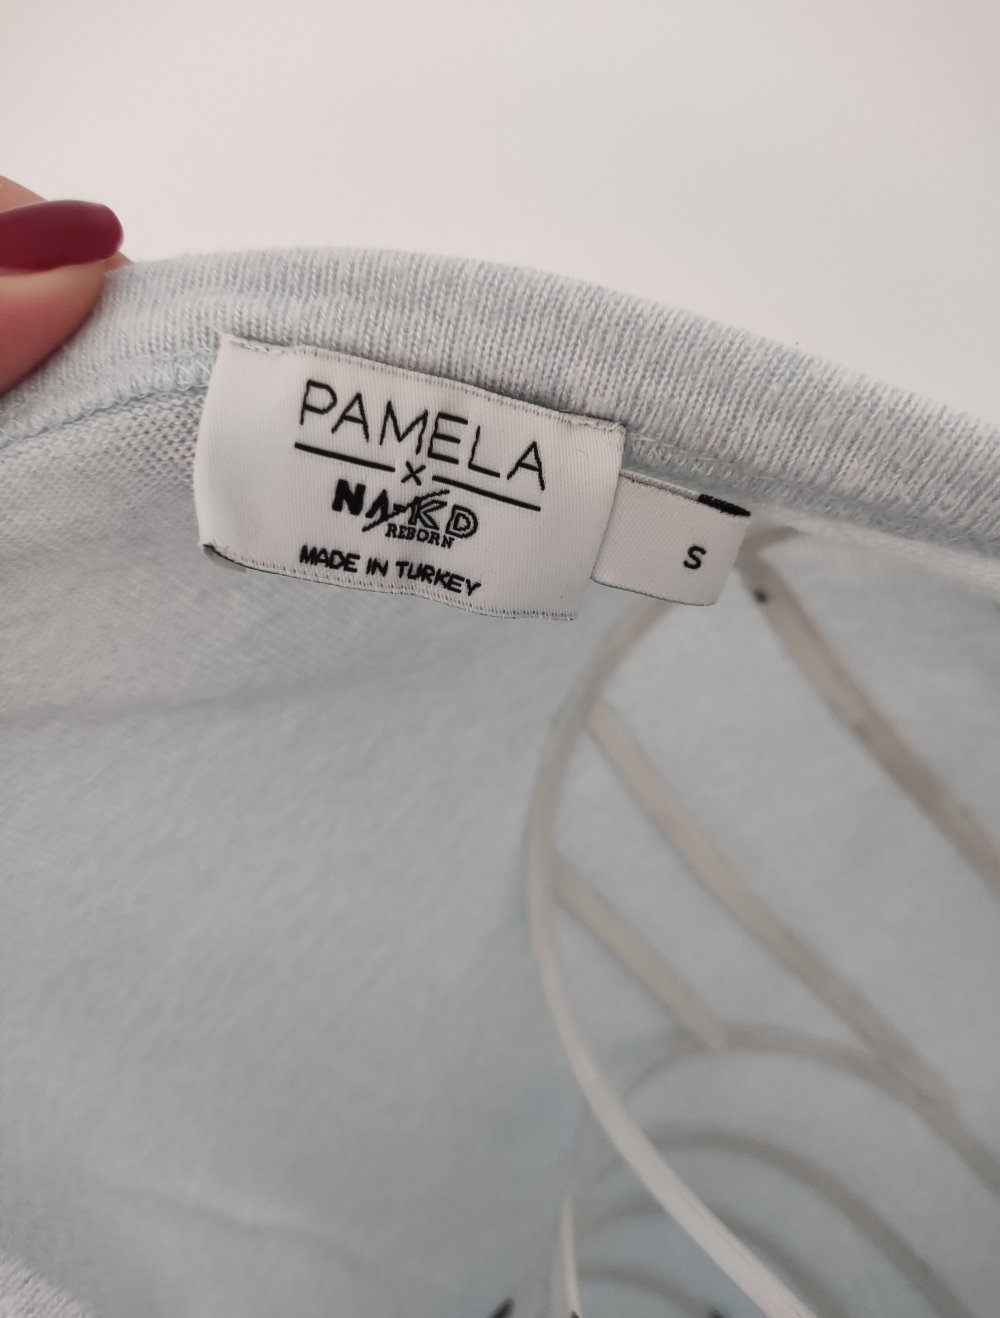 PAMELA
X
NA-KD
REBORN
MADE IN TURKEY
S